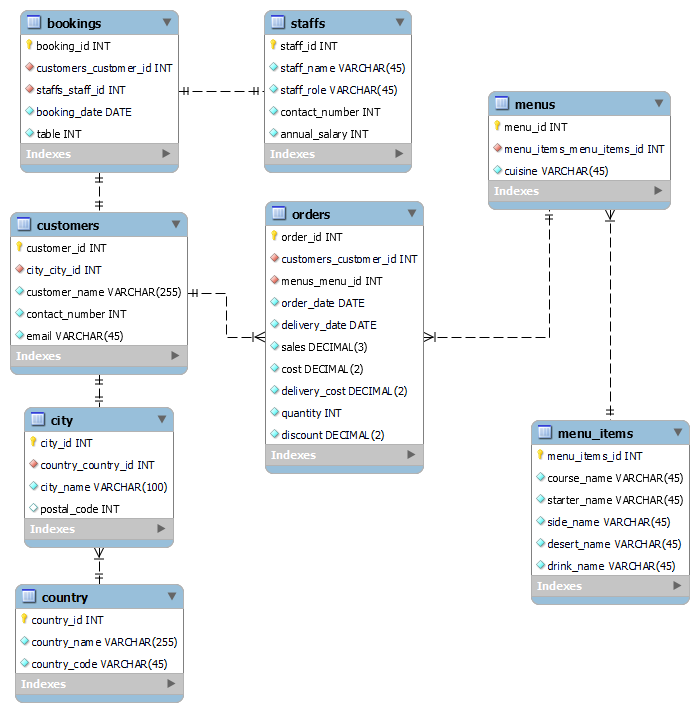 bookings
booking_id INT
customers_customer_id INT
staffs_staff_id INT
booking_date DATE
table INT
Indexes
staffs
staff_id INT
staff_name VARCHAR(45)
staff_role VARCHAR(45)
contact_number INT
annual_salary INT
Indexes
menus
menu_id INT
menu_items_menu_items_id INT
cuisine VARCHAR(45)
Indexes
customers
customer_id INT
city_city_id INT
customer_name VARCHAR(255)
contact_number INT
email VARCHAR(45)
Indexes
orders
order_id INT
customers_customer_id INT
menus_menu_id INT
order_date DATE
delivery_date DATE
sales DECIMAL(3)
cost DECIMAL(2)
delivery_cost DECIMAL(2)
quantity INT
discount DECIMAL(2)
Indexes
city
city_id INT
country_country_id INT
city_name VARCHAR(100)
postal_code INT
Indexes
menu_items
menu_items_id INT
course_name VARCHAR(45)
starter_name VARCHAR(45)
side_name VARCHAR(45)
desert_name VARCHAR(45)
drink_name VARCHAR(45)
Indexes
country
country_id INT
country_name VARCHAR(255)
country_code VARCHAR(45)
Indexes